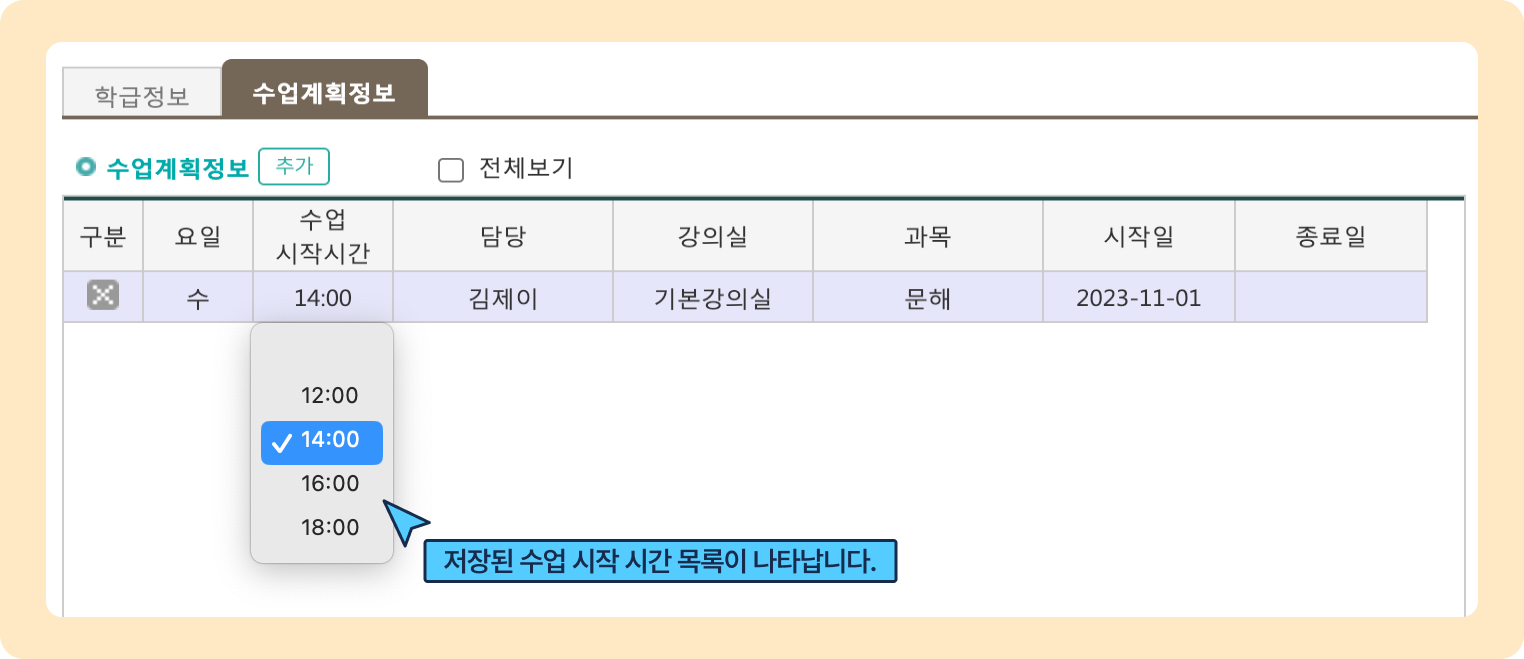 학급정보 수업계획정보
수업계획정보 추가 전체보기
구분 요일 수업 시작시간 담당 강의실 과목 시작일 종료일
수 14:00 김제이 기본강의실 문해 2023-11-01
12:00
14:00
16:00
18:00
저장된 수업 시작 시간 목록이 나타납니다.